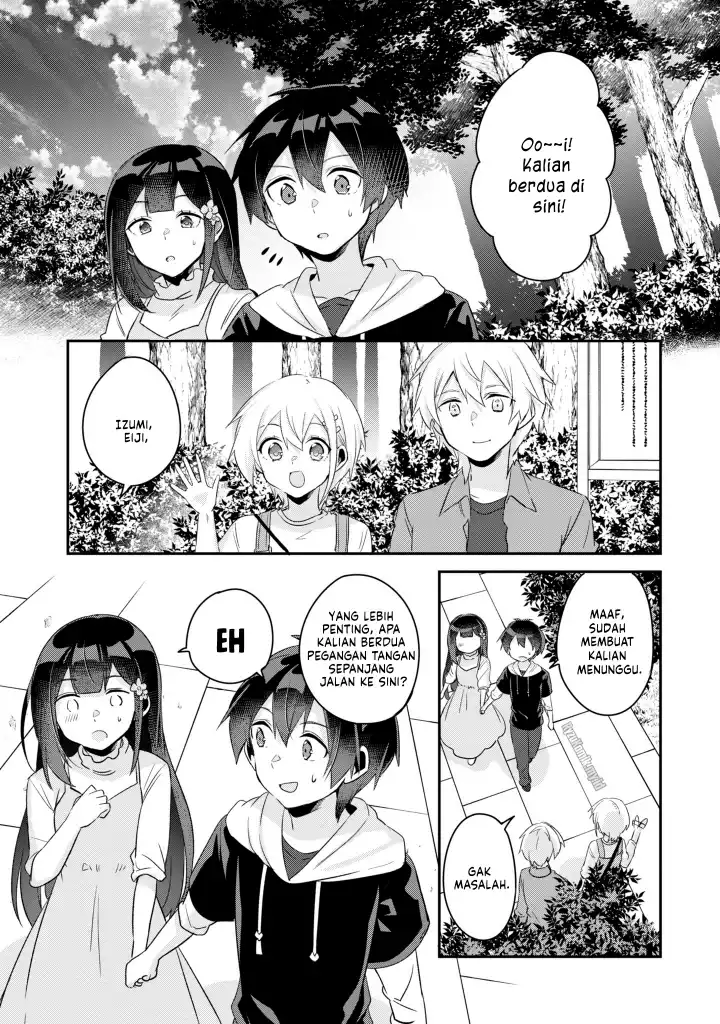 Oo~~i!
Kalian
berdua di
sini!
IZUMI,
EIJI,
MAAF,
SUDAH
MEMBUAT
KALIAN
MENUNGGU.
GAK
MASALAH.
YANG LEBIH
PENTING, APA
KALIAN BERDUA
PEGANGAN TANGAN
SEPANJANG
JALAN KE SINI?
EH